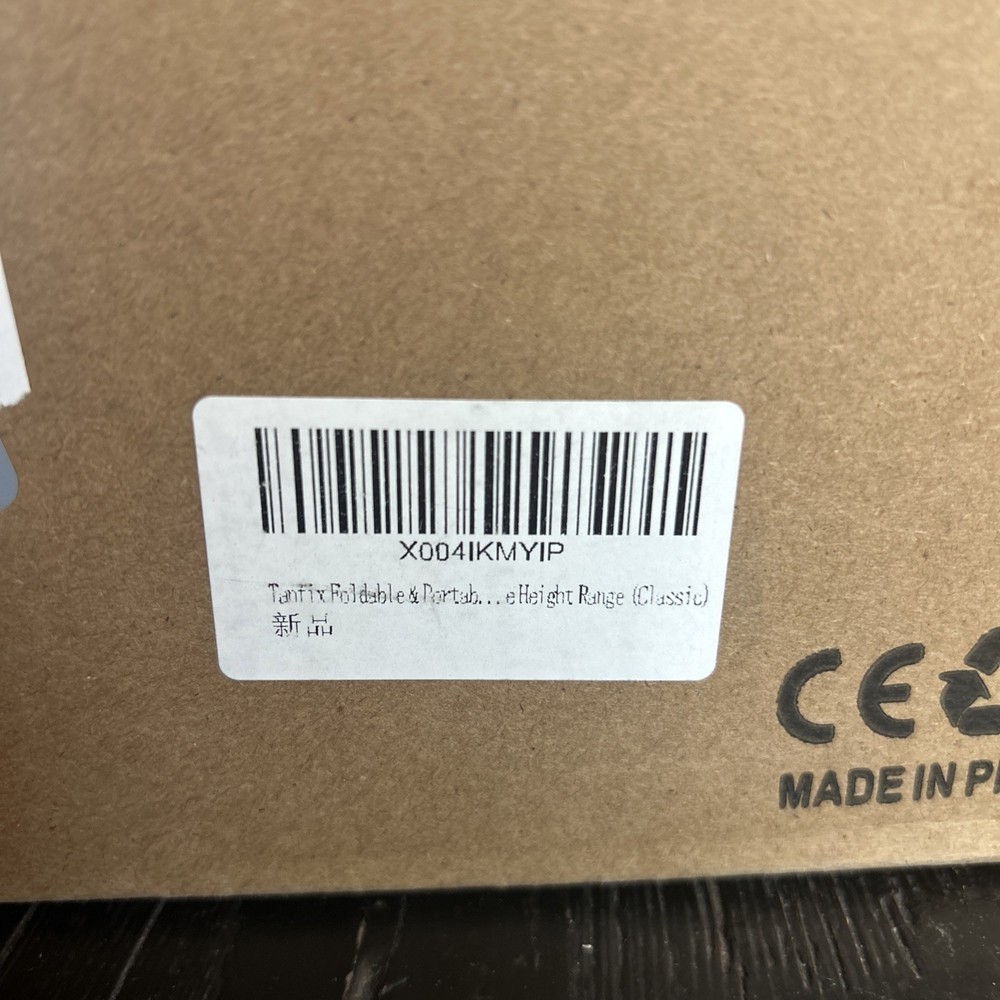 X004IKMYIP
Tanfix Foldable & Portab...e Height Range (Classic)
新品
CE
MADE IN P